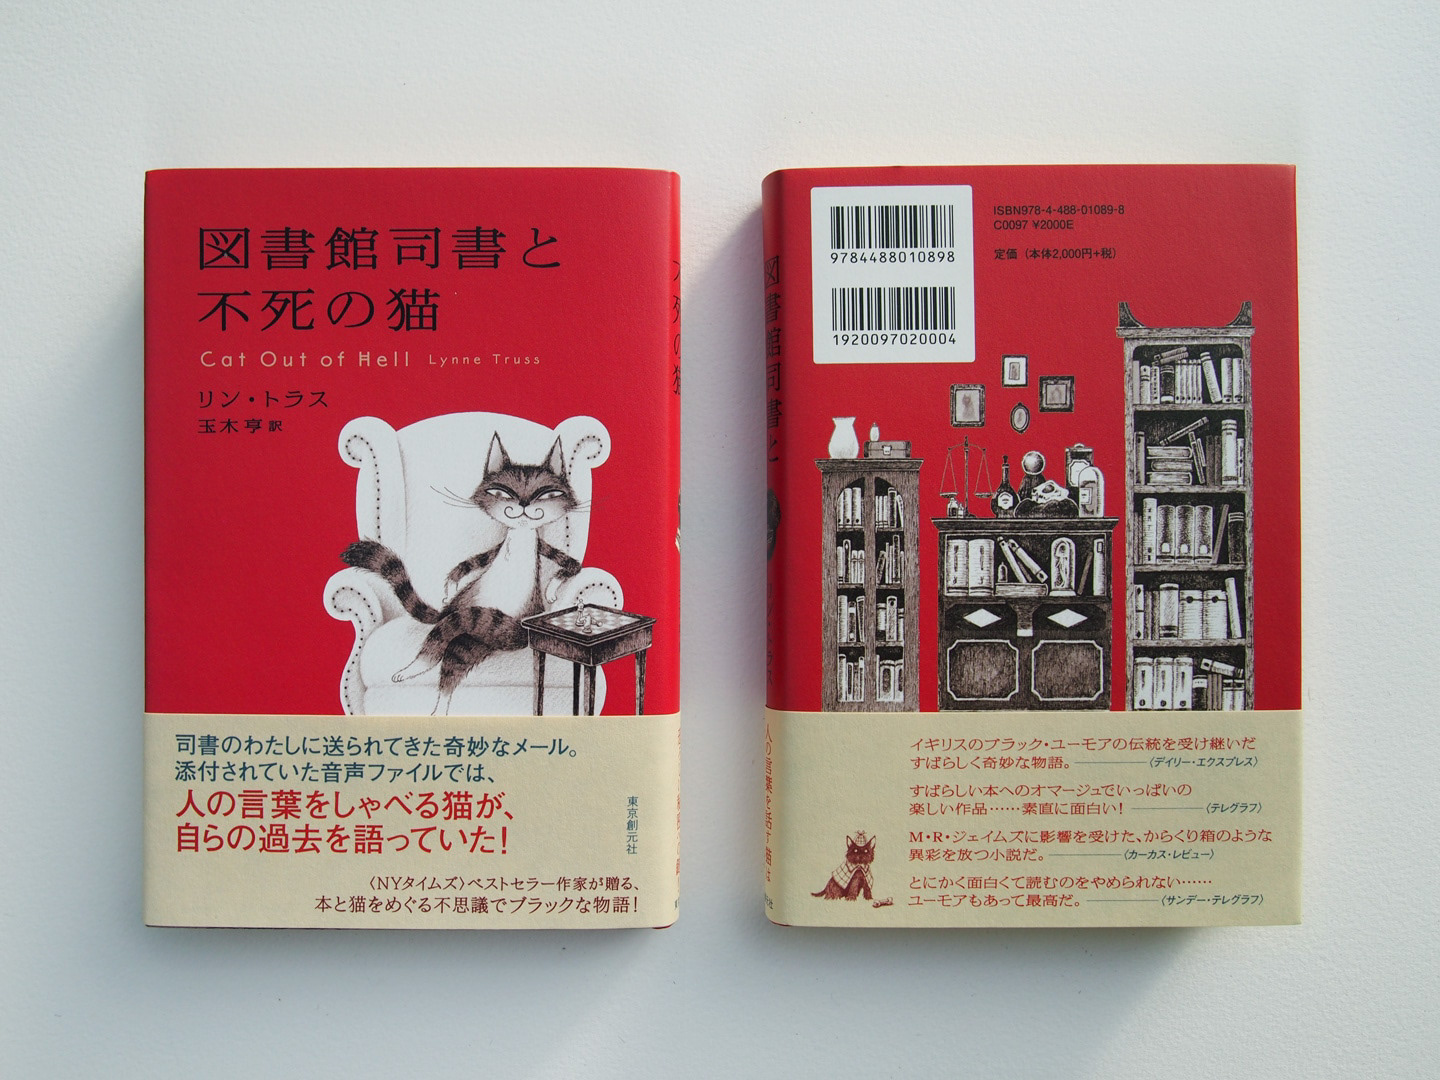 図書館司書と
不死の猫
Cat Out of Hell Lynne Truss
リン・トラス
玉木亨 訳
司書のわたしに送られてきた奇妙なメール。
添付されていた音声ファイルでは、
人の言葉をしゃべる猫が、
自らの過去を語っていた!
東京創元社
〈NYタイムズ〉ベストセラー作家が贈る、
本と猫をめぐる不思議でブラックな物語!
不死の猫
図書館司書と
人の言葉を話す猫は
9784488010898
1920097020004
ISBN978-4-488-01089-8
C0097 ¥2000E
定価(本体2,000円+税)
イギリスのブラック・ユーモアの伝統を受け継いだ
すばらしく奇妙な物語。――〈デイリー・エクスプレス〉
すばらしい本へのオマージュでいっぱいの
楽しい作品……素直に面白い!――〈テレグラフ〉
M・R・ジェイムズに影響を受けた、からくり箱のような
異彩を放つ小説だ。――〈カーカス・レビュー〉
とにかく面白くて読むのをやめられない……
ユーモアもあって最高だ。――〈サンデー・テレグラフ〉